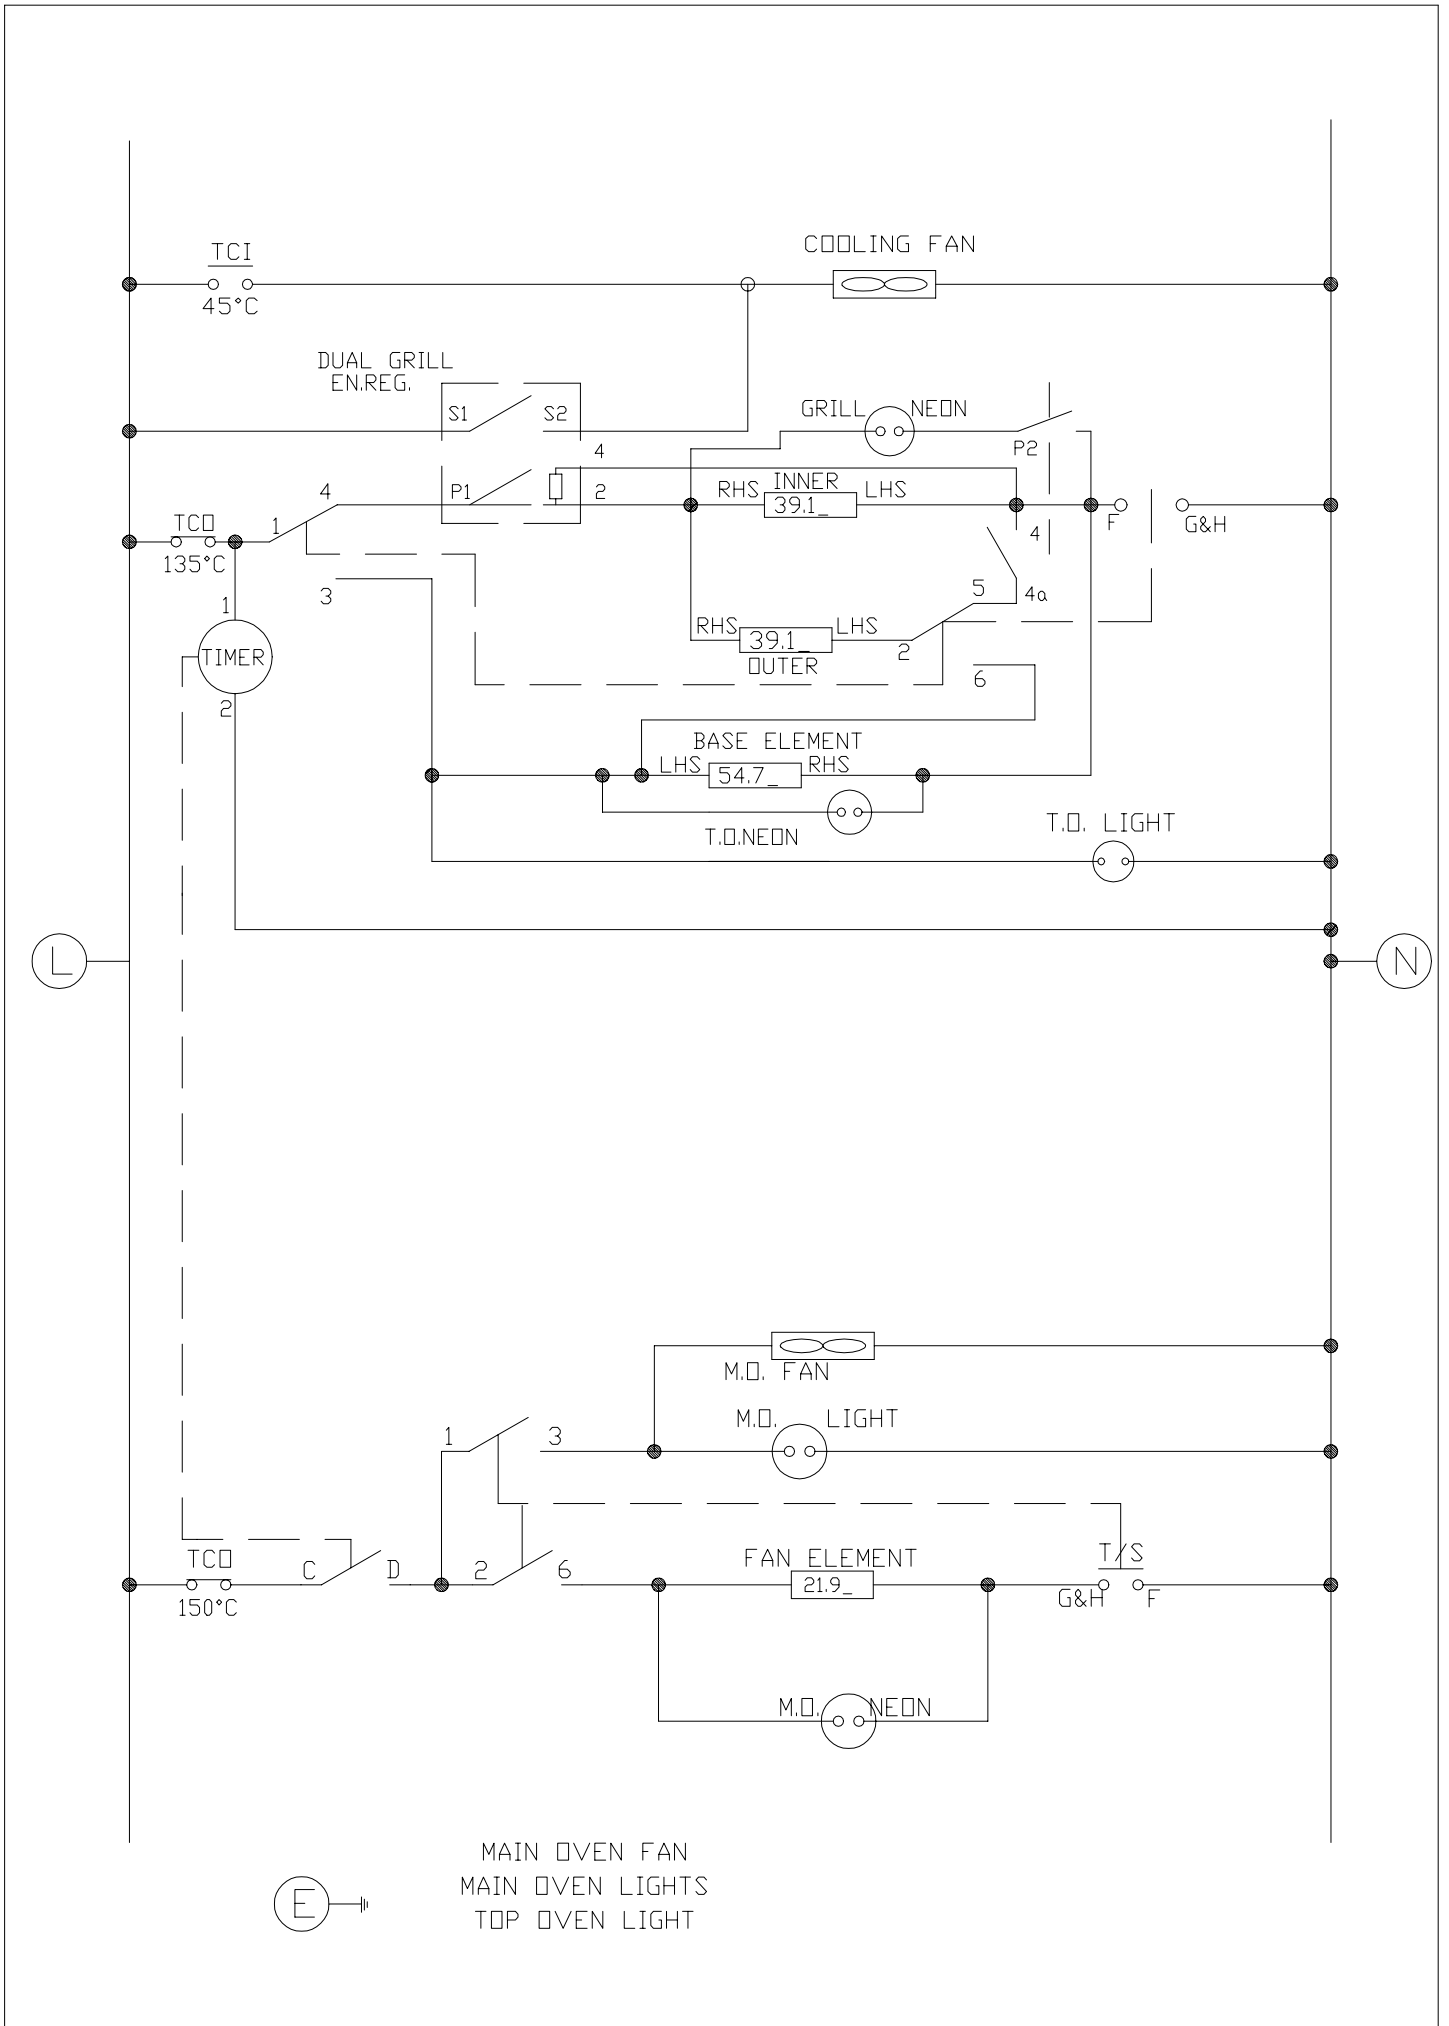 COOLING FAN
TCI
45°C
DUAL GRILL
EN.REG.
S1
S2
GRILL
NEON
P2
4
P1
2
4
1
RHS
INNER
LHS
39.1_
F
G&H
TCO
135°C
4
3
5
4a
1
TIMER
2
RHS
39.1_
LHS
OUTER
2
6
BASE ELEMENT
LHS
54.7_
RHS
T.O.NEON
T.O. LIGHT
L
N
M.O. FAN
M.O.
LIGHT
1
3
TCO
150°C
C
D
2
6
FAN ELEMENT
21.9_
T/S
G&H
F
M.O.
NEON
E
MAIN OVEN FAN
MAIN OVEN LIGHTS
TOP OVEN LIGHT